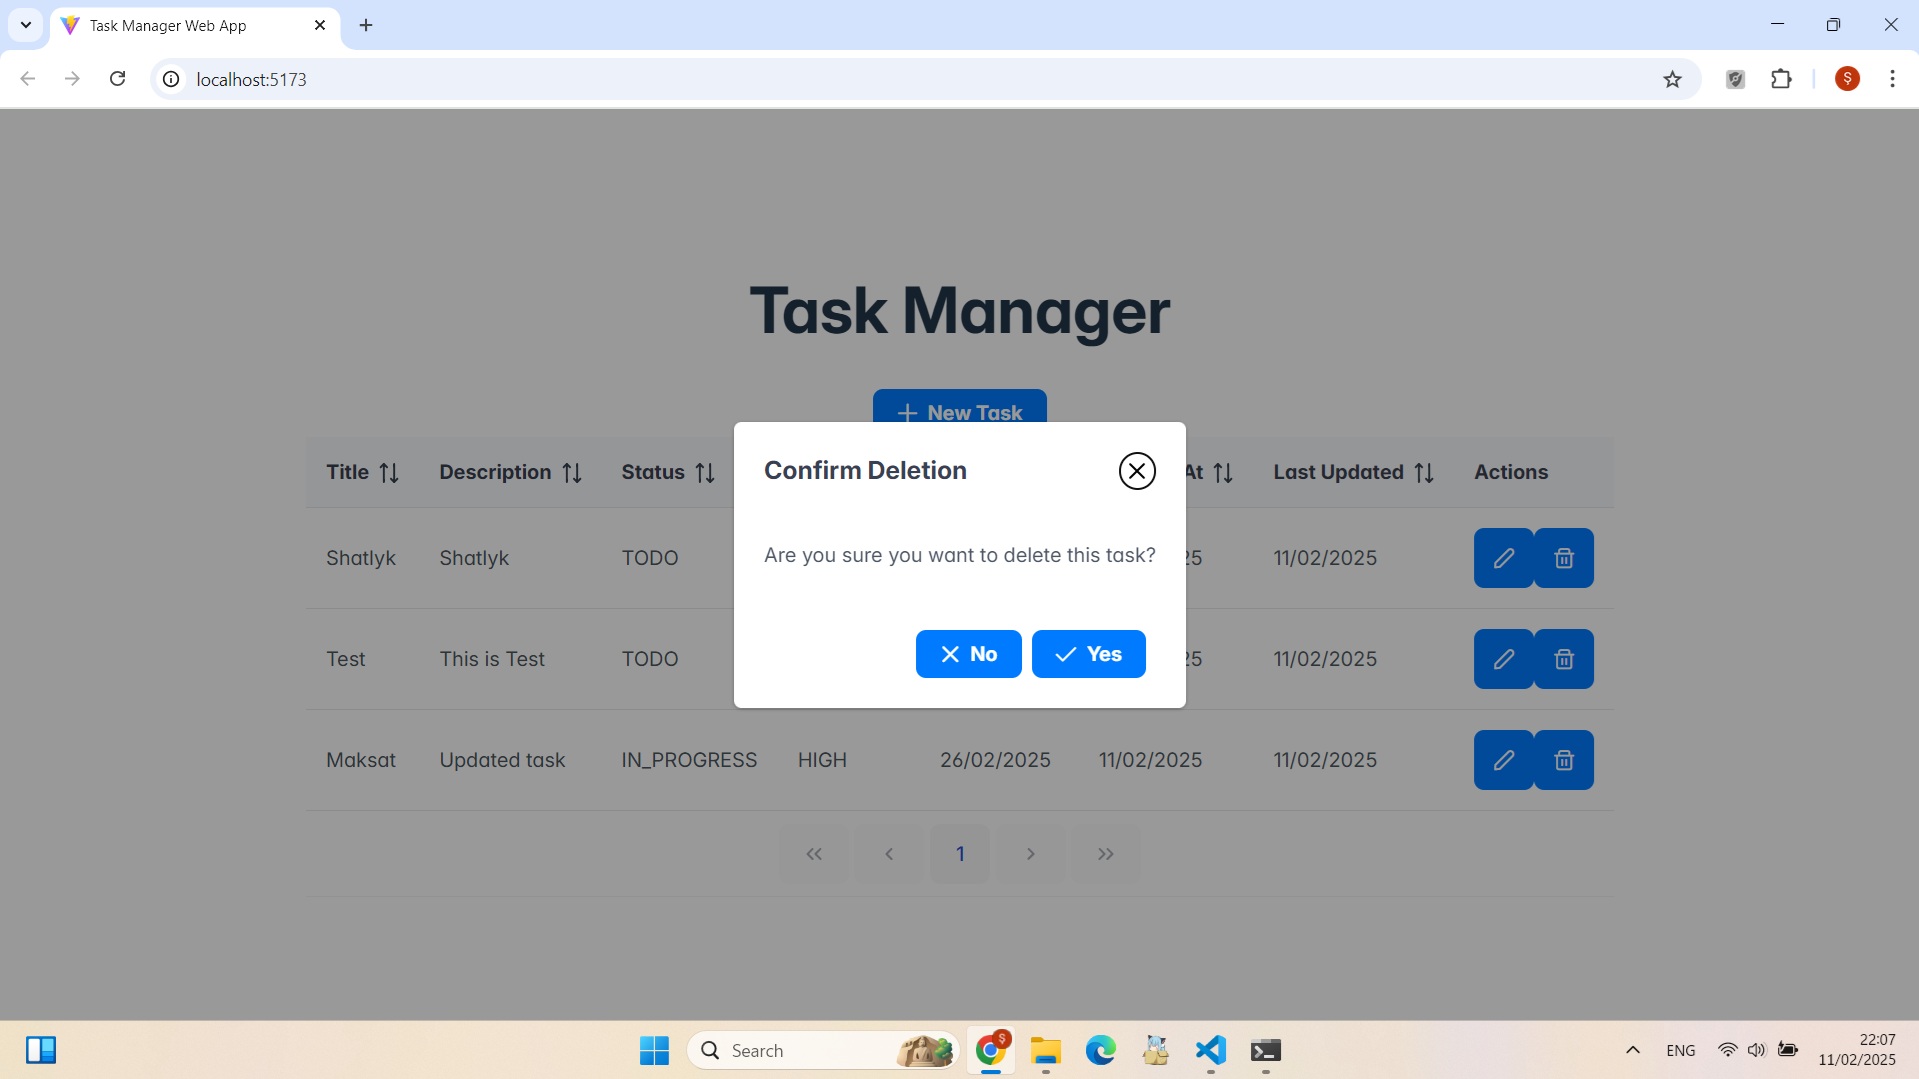 Task Manager Web App
localhost:5173
$
Task Manager
New Task
Title Description Status At Last Updated Actions
Confirm Deletion
Shatlyk Shatlyk TODO 25 11/02/2025
Are you sure you want to delete this task?
Test This is Test TODO 25 11/02/2025
No Yes
Maksat Updated task IN_PROGRESS HIGH 26/02/2025 11/02/2025 11/02/2025
« ‹ 1 › »
Search
$
ENG
22:07
11/02/2025